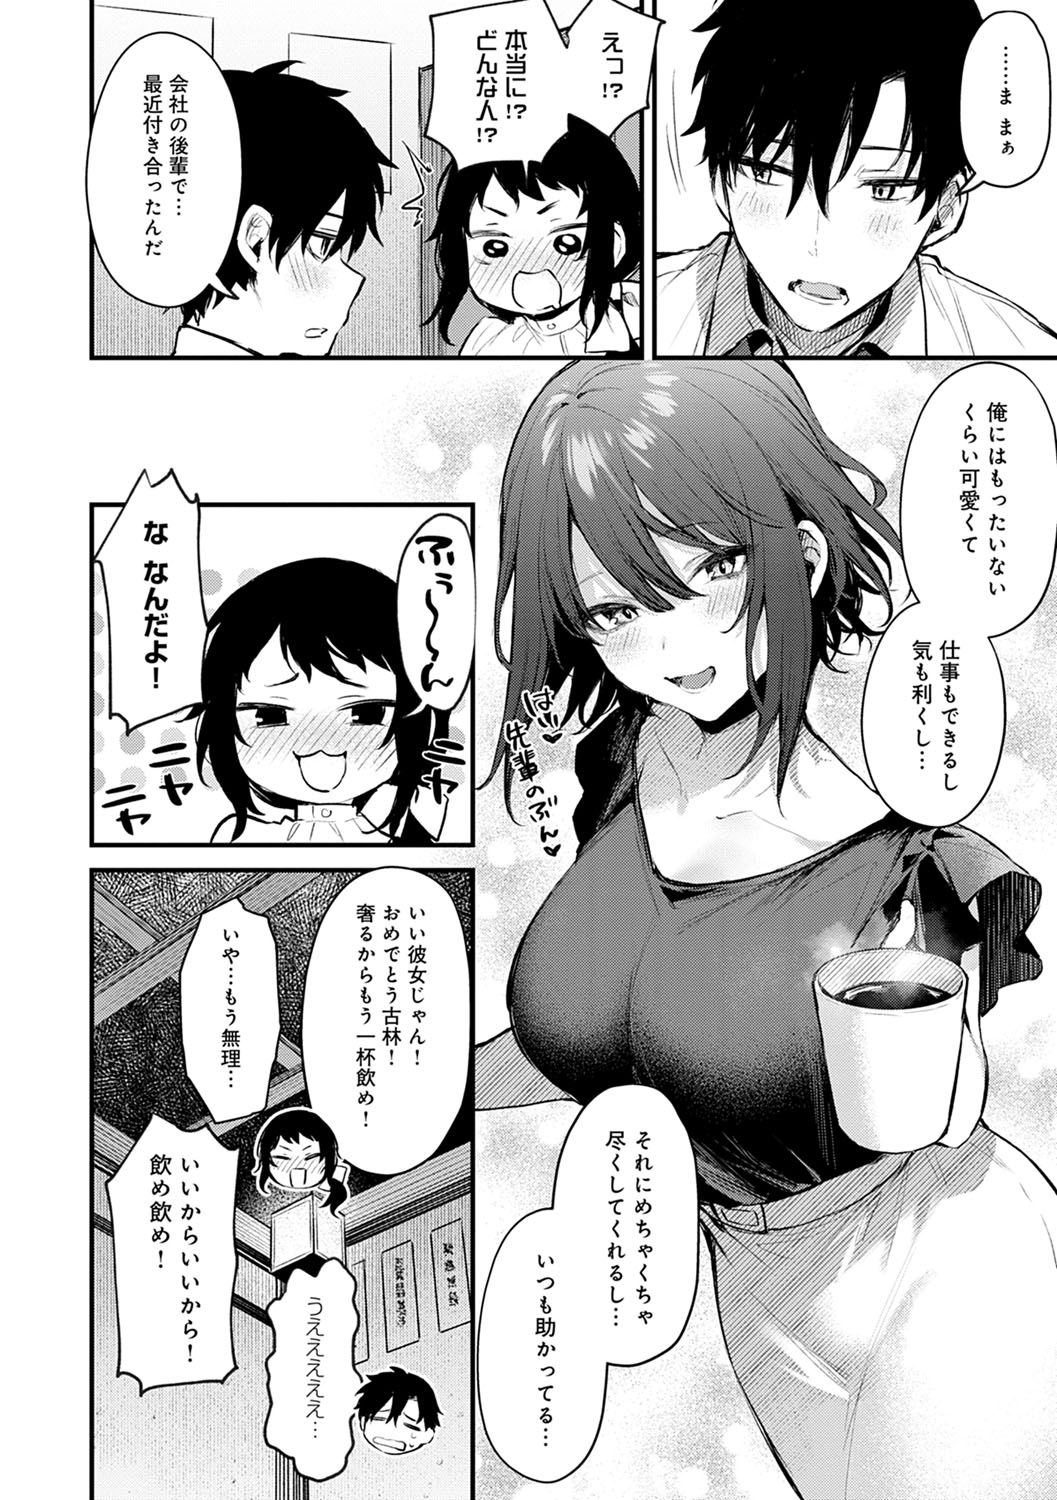 ……ま まぁ
えっ!?
本当に!?
どんな人!?
会社の後輩で…
最近付き合ったんだ
俺にはもったいない
くらい可愛くて
仕事もできるし
気も利くし…
はい♥
先輩のぶん♥
それにめちゃくちゃ
尽くしてくれるし…
いつも助かってる…
ふぅ～～ん
な なんだよ!
ニヤ
ニヤ
いい彼女じゃん!
おめでとう古林!
奢るからもう一杯飲め!
いや…もう無理…
いいからいいから!
飲め飲め!
うえええええ…